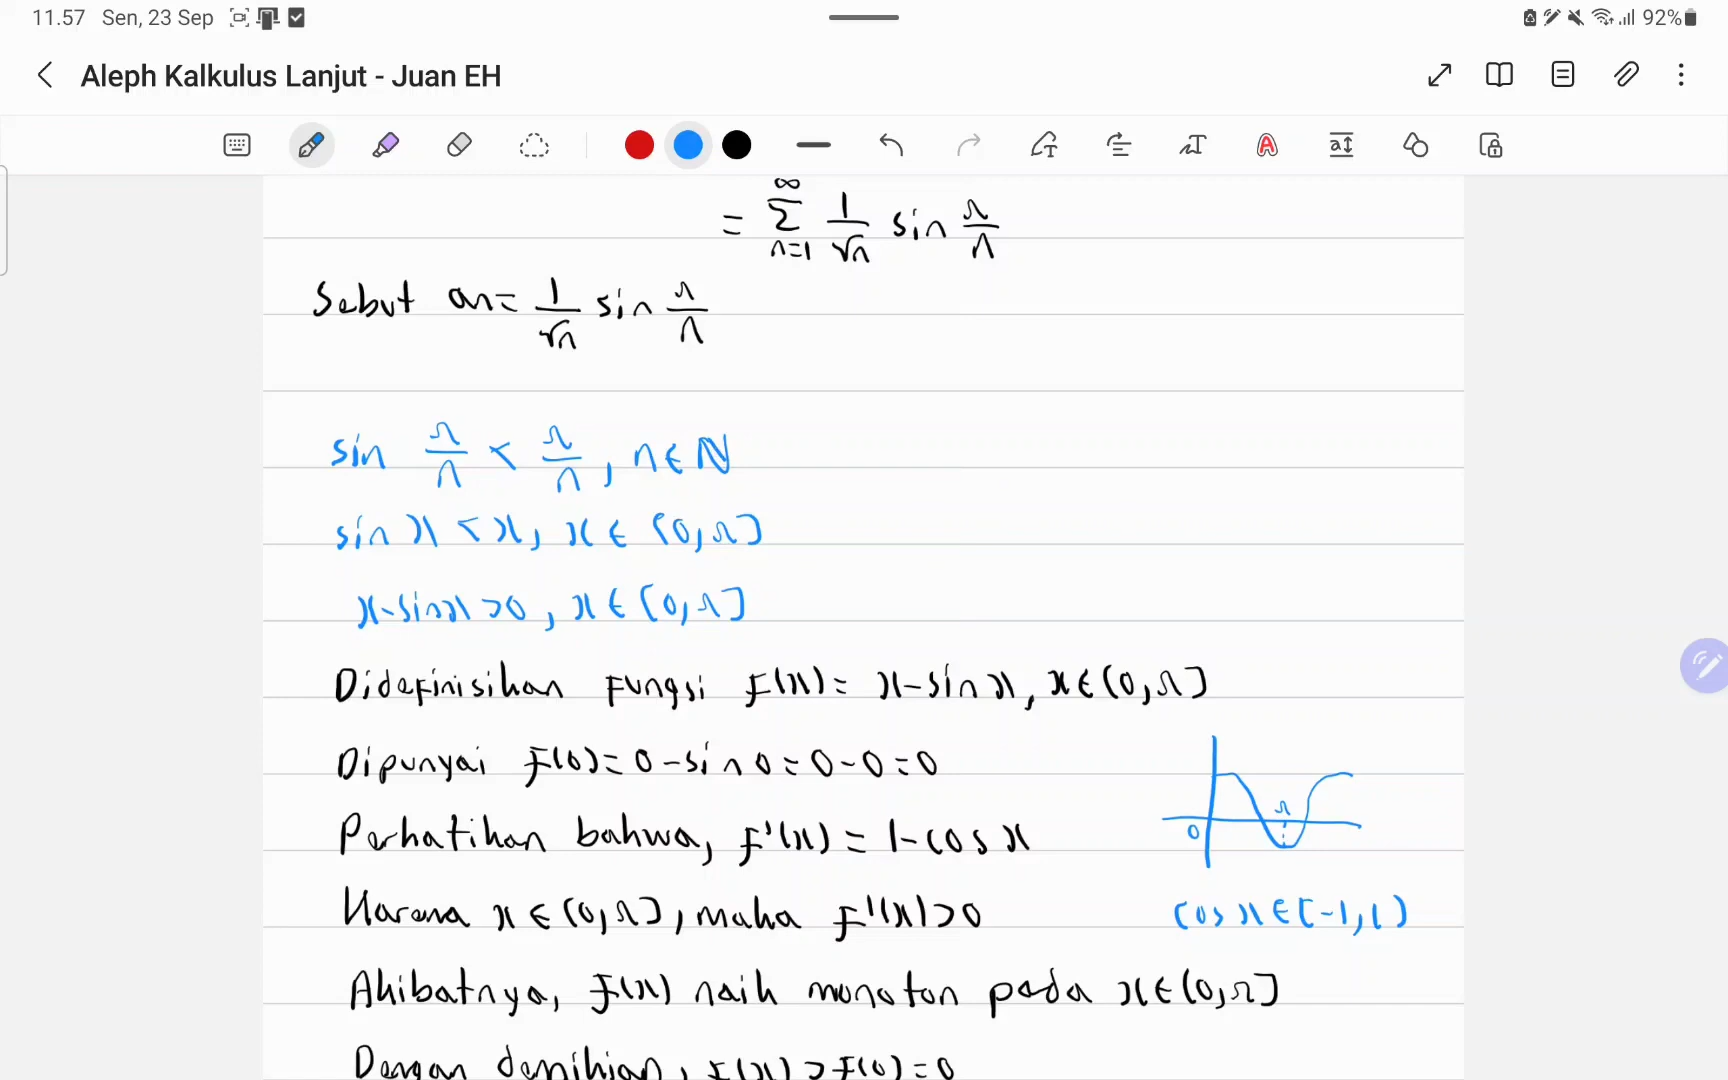 11.57 Sen, 23 Sep 92%
Aleph Kalkulus Lanjut - Juan EH
= ∑_{n=1}^{∞} 1/√n sin π/n
Sebut an = 1/√n sin π/n
sin π/n < π/n, n ∈ ℕ
sin x < x, x ∈ (0, π]
x - sin x > 0, x ∈ (0, π]
Didefinisikan fungsi f(x) = x - sin x, x ∈ (0, π]
Dipunyai f(0) = 0 - sin 0 = 0 - 0 = 0
0 π
Perhatikan bahwa, f'(x) = 1 - cos x
Karena x ∈ (0, π], maka f'(x) > 0
cos x ∈ [-1, 1)
Akibatnya, f(x) naik monoton pada x ∈ (0, π]
Dengan demikian, f(x) > f(0) = 0